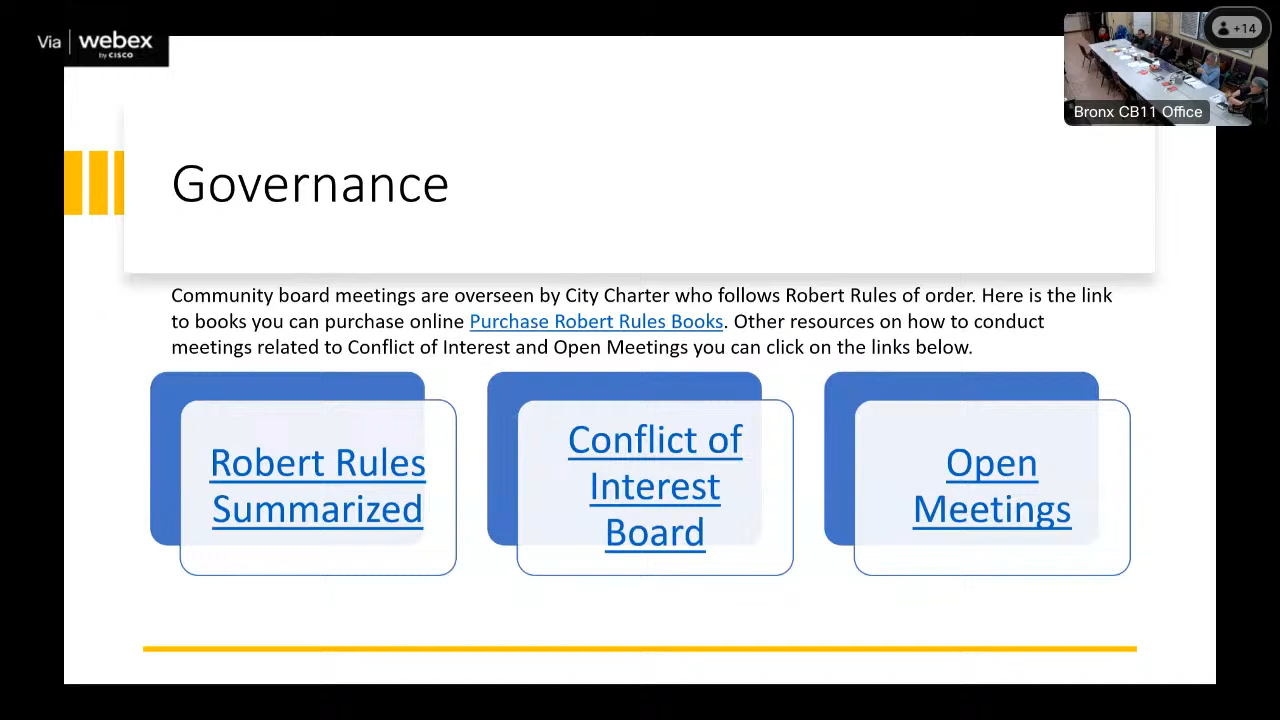 Via webex
by CISCO
+14
Bronx CB11 Office
Governance
Community board meetings are overseen by City Charter who follows Robert Rules of order. Here is the link
to books you can purchase online Purchase Robert Rules Books. Other resources on how to conduct
meetings related to Conflict of Interest and Open Meetings you can click on the links below.
Robert Rules
Summarized
Conflict of
Interest
Board
Open
Meetings